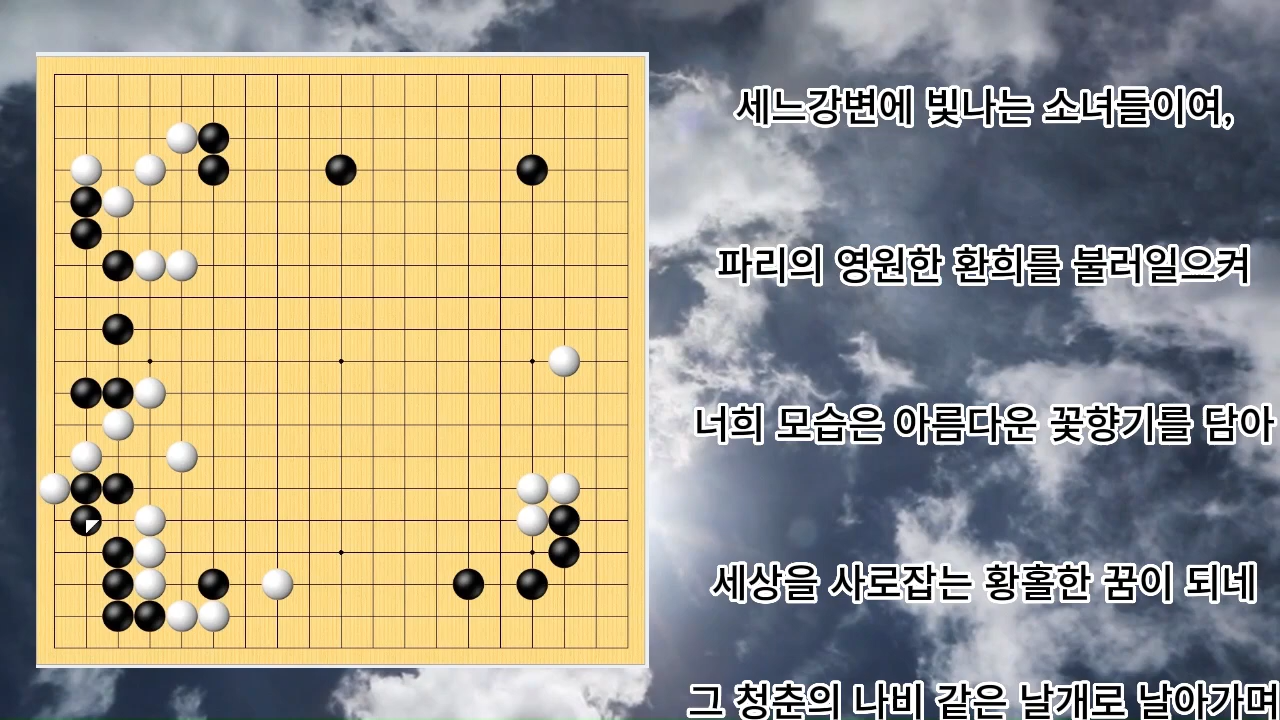 세느강변에 빛나는 소녀들이여,
파리의 영원한 환희를 불러일으켜
너희 모습은 아름다운 꽃향기를 담아
세상을 사로잡는 황홀한 꿈이 되네
그 청춘의 나비 같은 날개로 날아가며